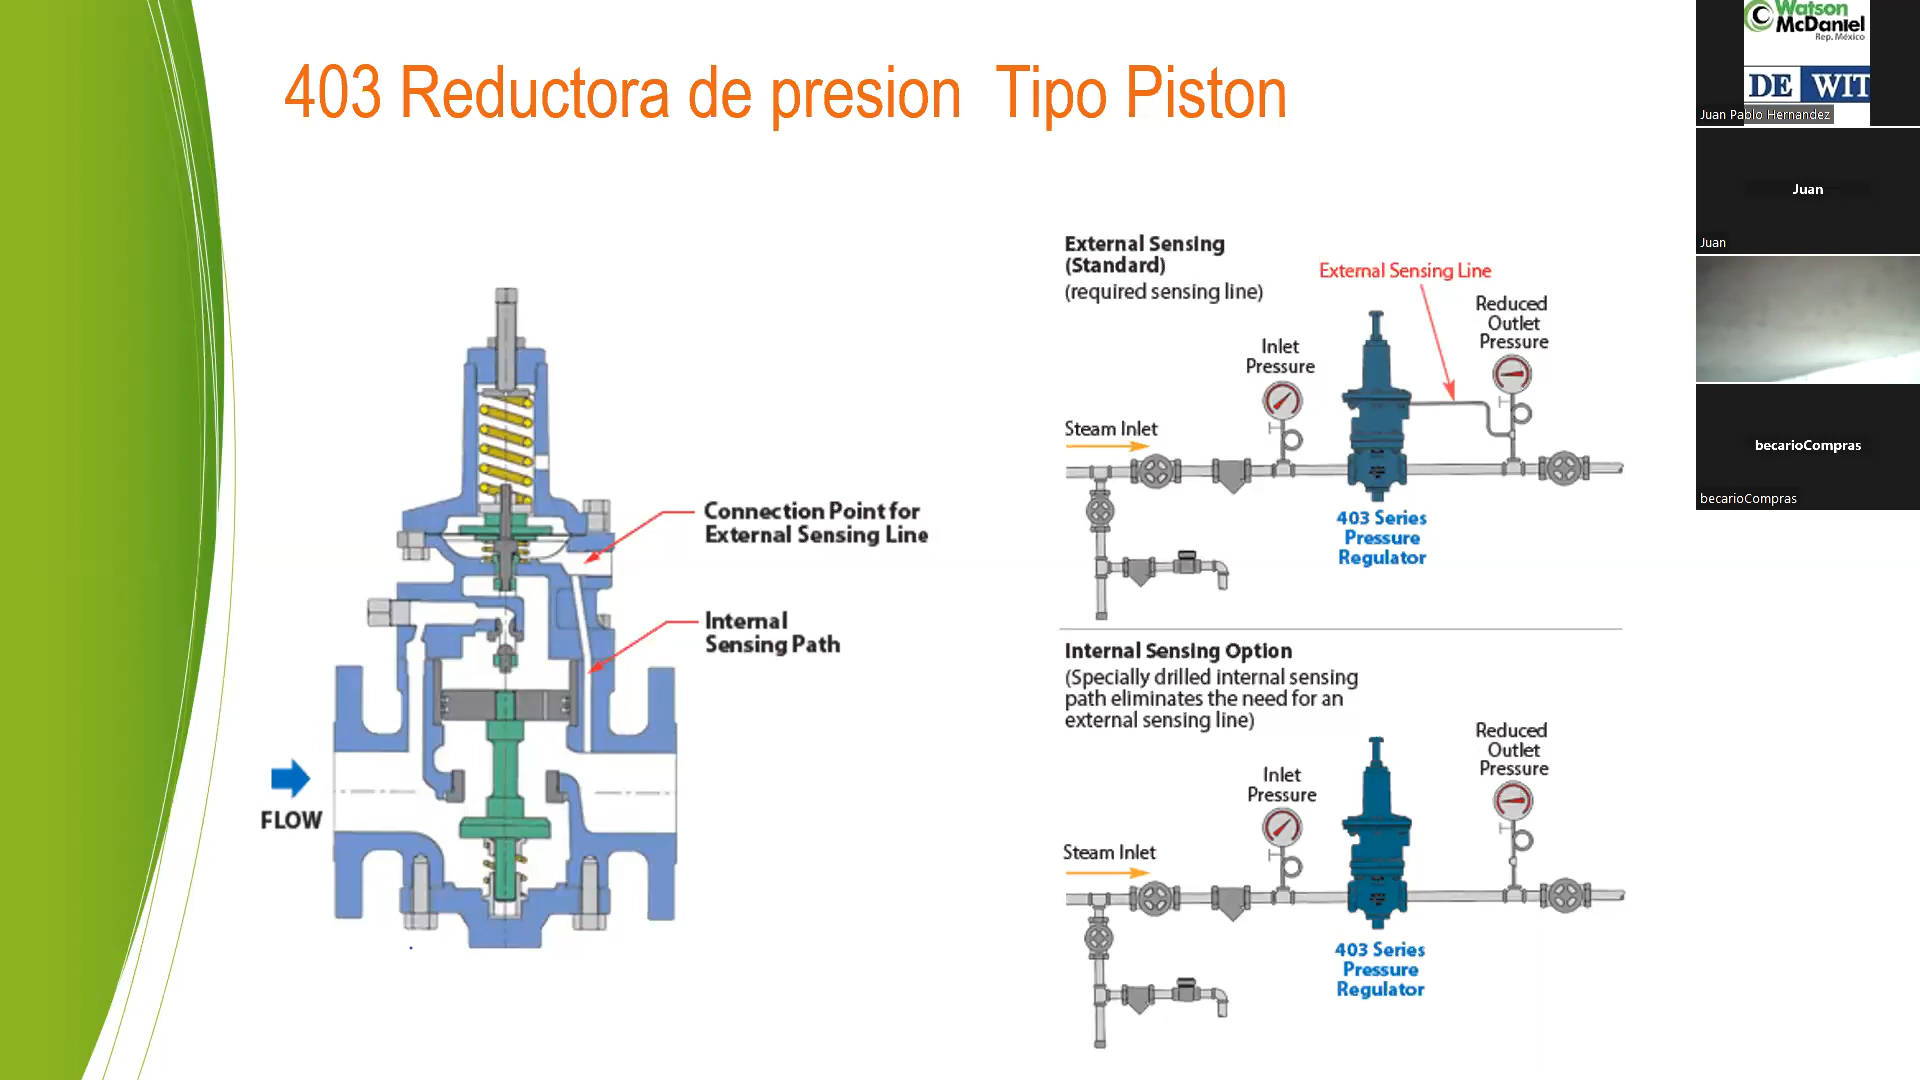 403 Reductora de presion  Tipo Piston
Connection Point for
External Sensing Line
Internal
Sensing Path
FLOW
External Sensing
(Standard)
(required sensing line)
External Sensing Line
Reduced
Outlet
Pressure
Inlet
Pressure
Steam Inlet
403 Series
Pressure
Regulator
Internal Sensing Option
(Specially drilled internal sensing
path eliminates the need for an
external sensing line)
Reduced
Outlet
Pressure
Inlet
Pressure
Steam Inlet
403 Series
Pressure
Regulator
Watson
McDaniel
Rep. México
DE WIT
Juan Pablo Hernandez
Juan
Juan
becarioCompras
becarioCompras